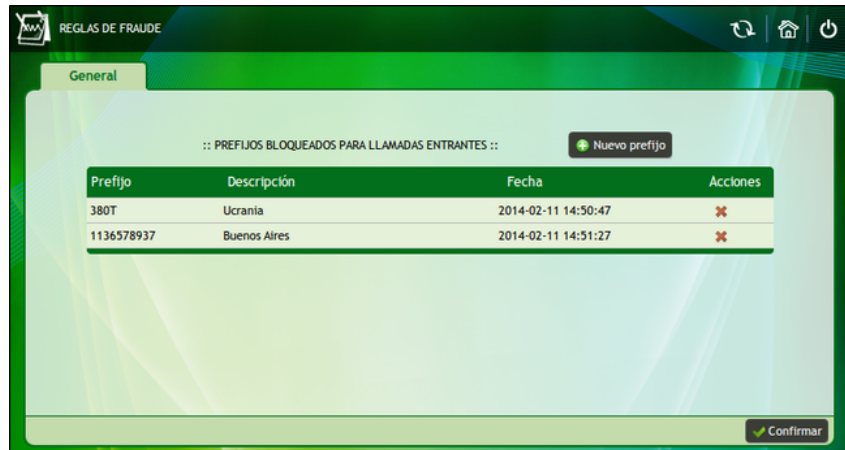 REGLAS DE FRAUDE
General
:: PREFIJOS BLOQUEADOS PARA LLAMADAS ENTRANTES ::
Nuevo prefijo
Prefijo Descripción Fecha Acciones
380T Ucrania 2014-02-11 14:50:47
1136578937 Buenos Aires 2014-02-11 14:51:27
Confirmar